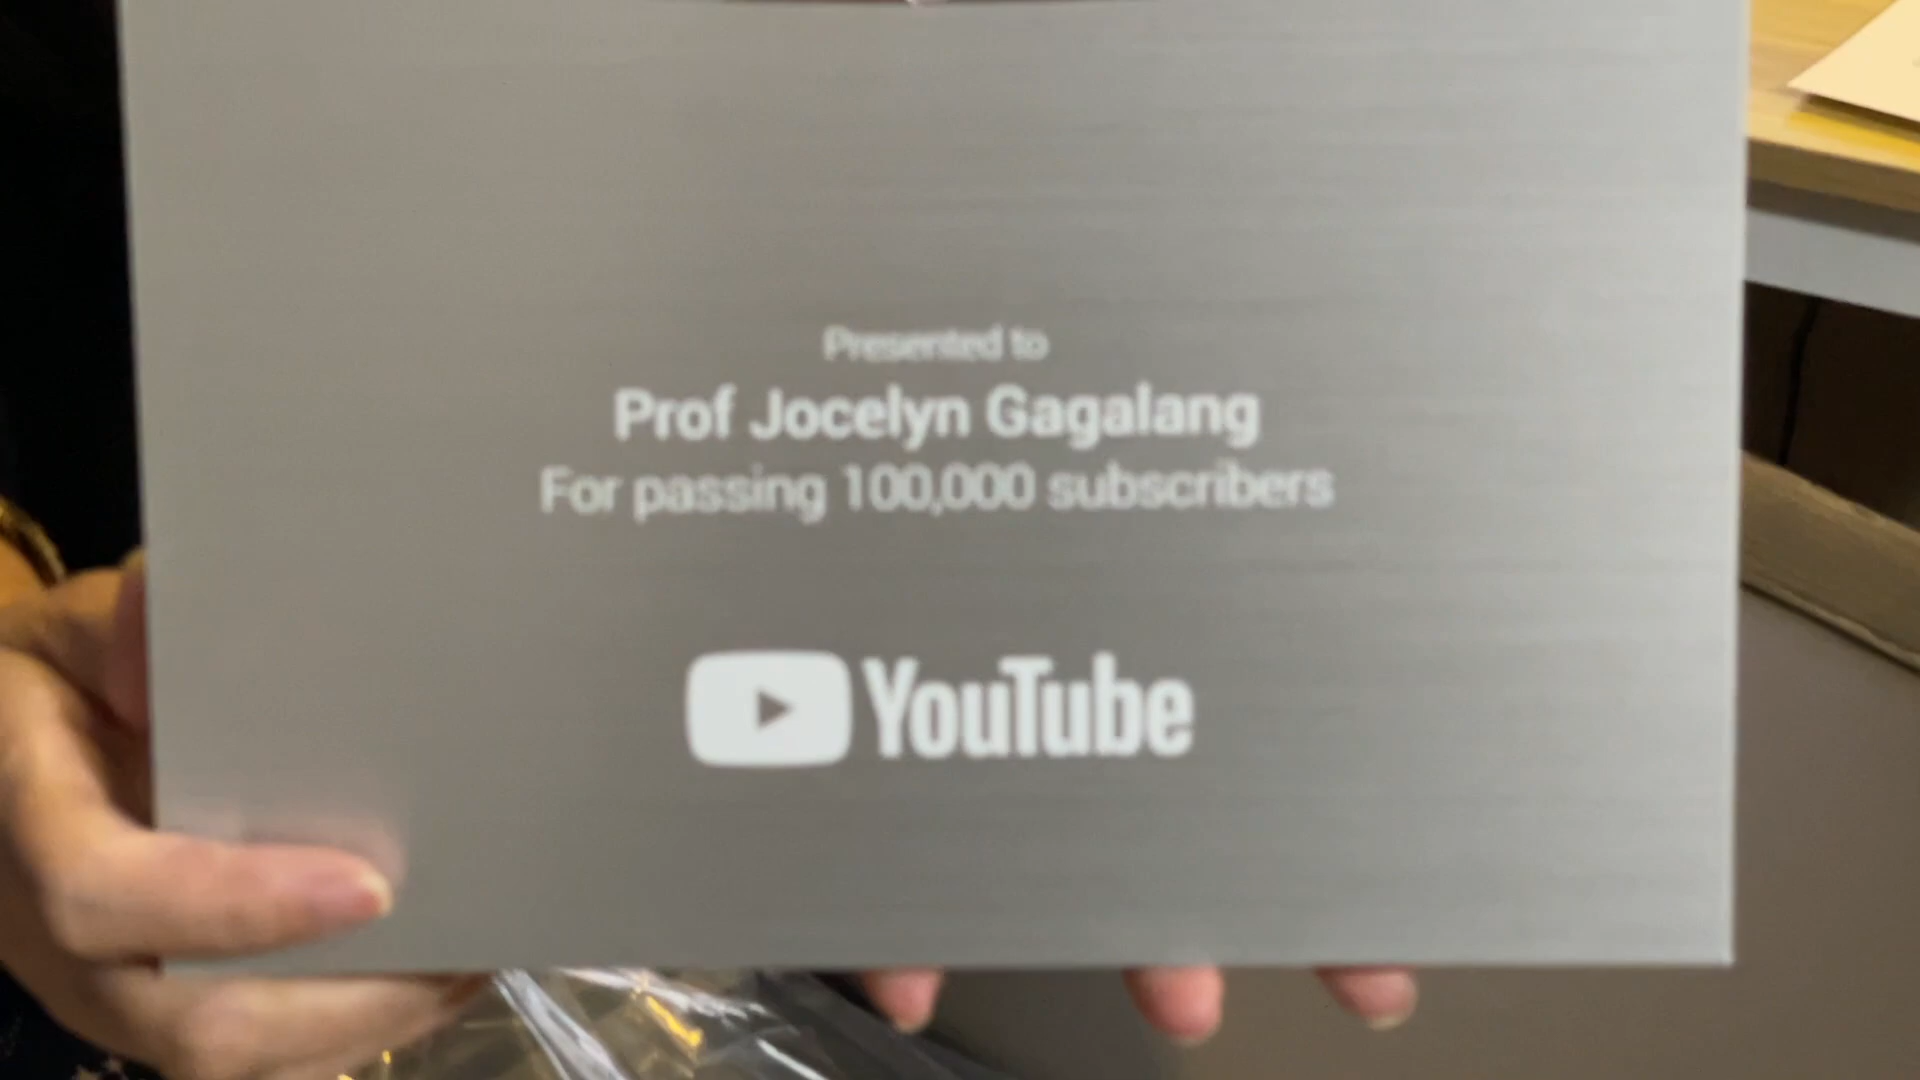 Presented to
Prof Jocelyn Gagalang
For passing 100,000 subscribers
YouTube